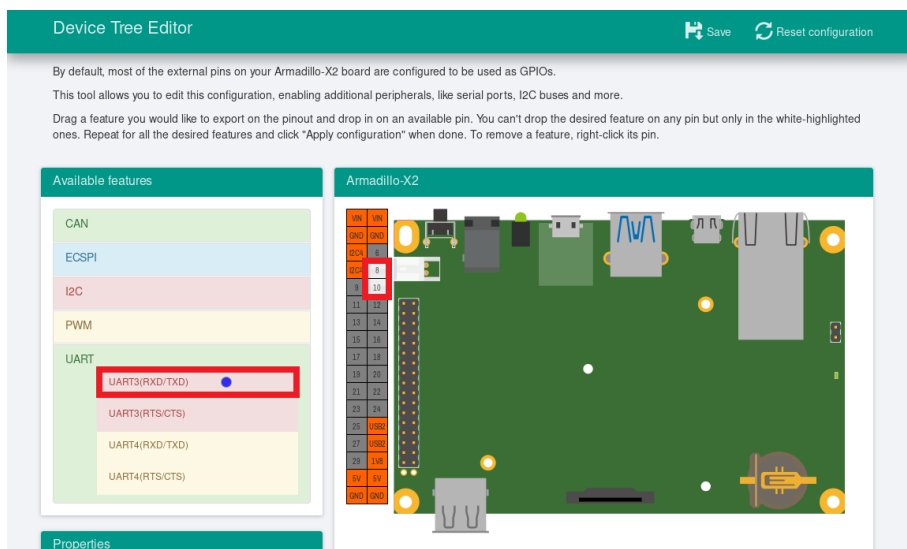 Device Tree Editor
Save
Reset configuration
By default, most of the external pins on your Armadillo-X2 board are configured to be used as GPIOs.
This tool allows you to edit this configuration, enabling additional peripherals, like serial ports, I2C buses and more.
Drag a feature you would like to export on the pinout and drop in on an available pin. You can't drop the desired feature on any pin but only in the white-highlighted
ones. Repeat for all the desired features and click "Apply configuration" when done. To remove a feature, right-click its pin.
Available features
CAN
ECSPI
I2C
PWM
UART
UART3(RXD/TXD)
UART3(RTS/CTS)
UART4(RXD/TXD)
UART4(RTS/CTS)
Properties
Armadillo-X2
VIN VIN
GND GND
I2C4 6
I2C4 8
9 10
11 12
13 14
15 16
17 18
19 20
21 22
23 24
25 USB2
27 USB2
29 1V8
5V 5V
GND GND